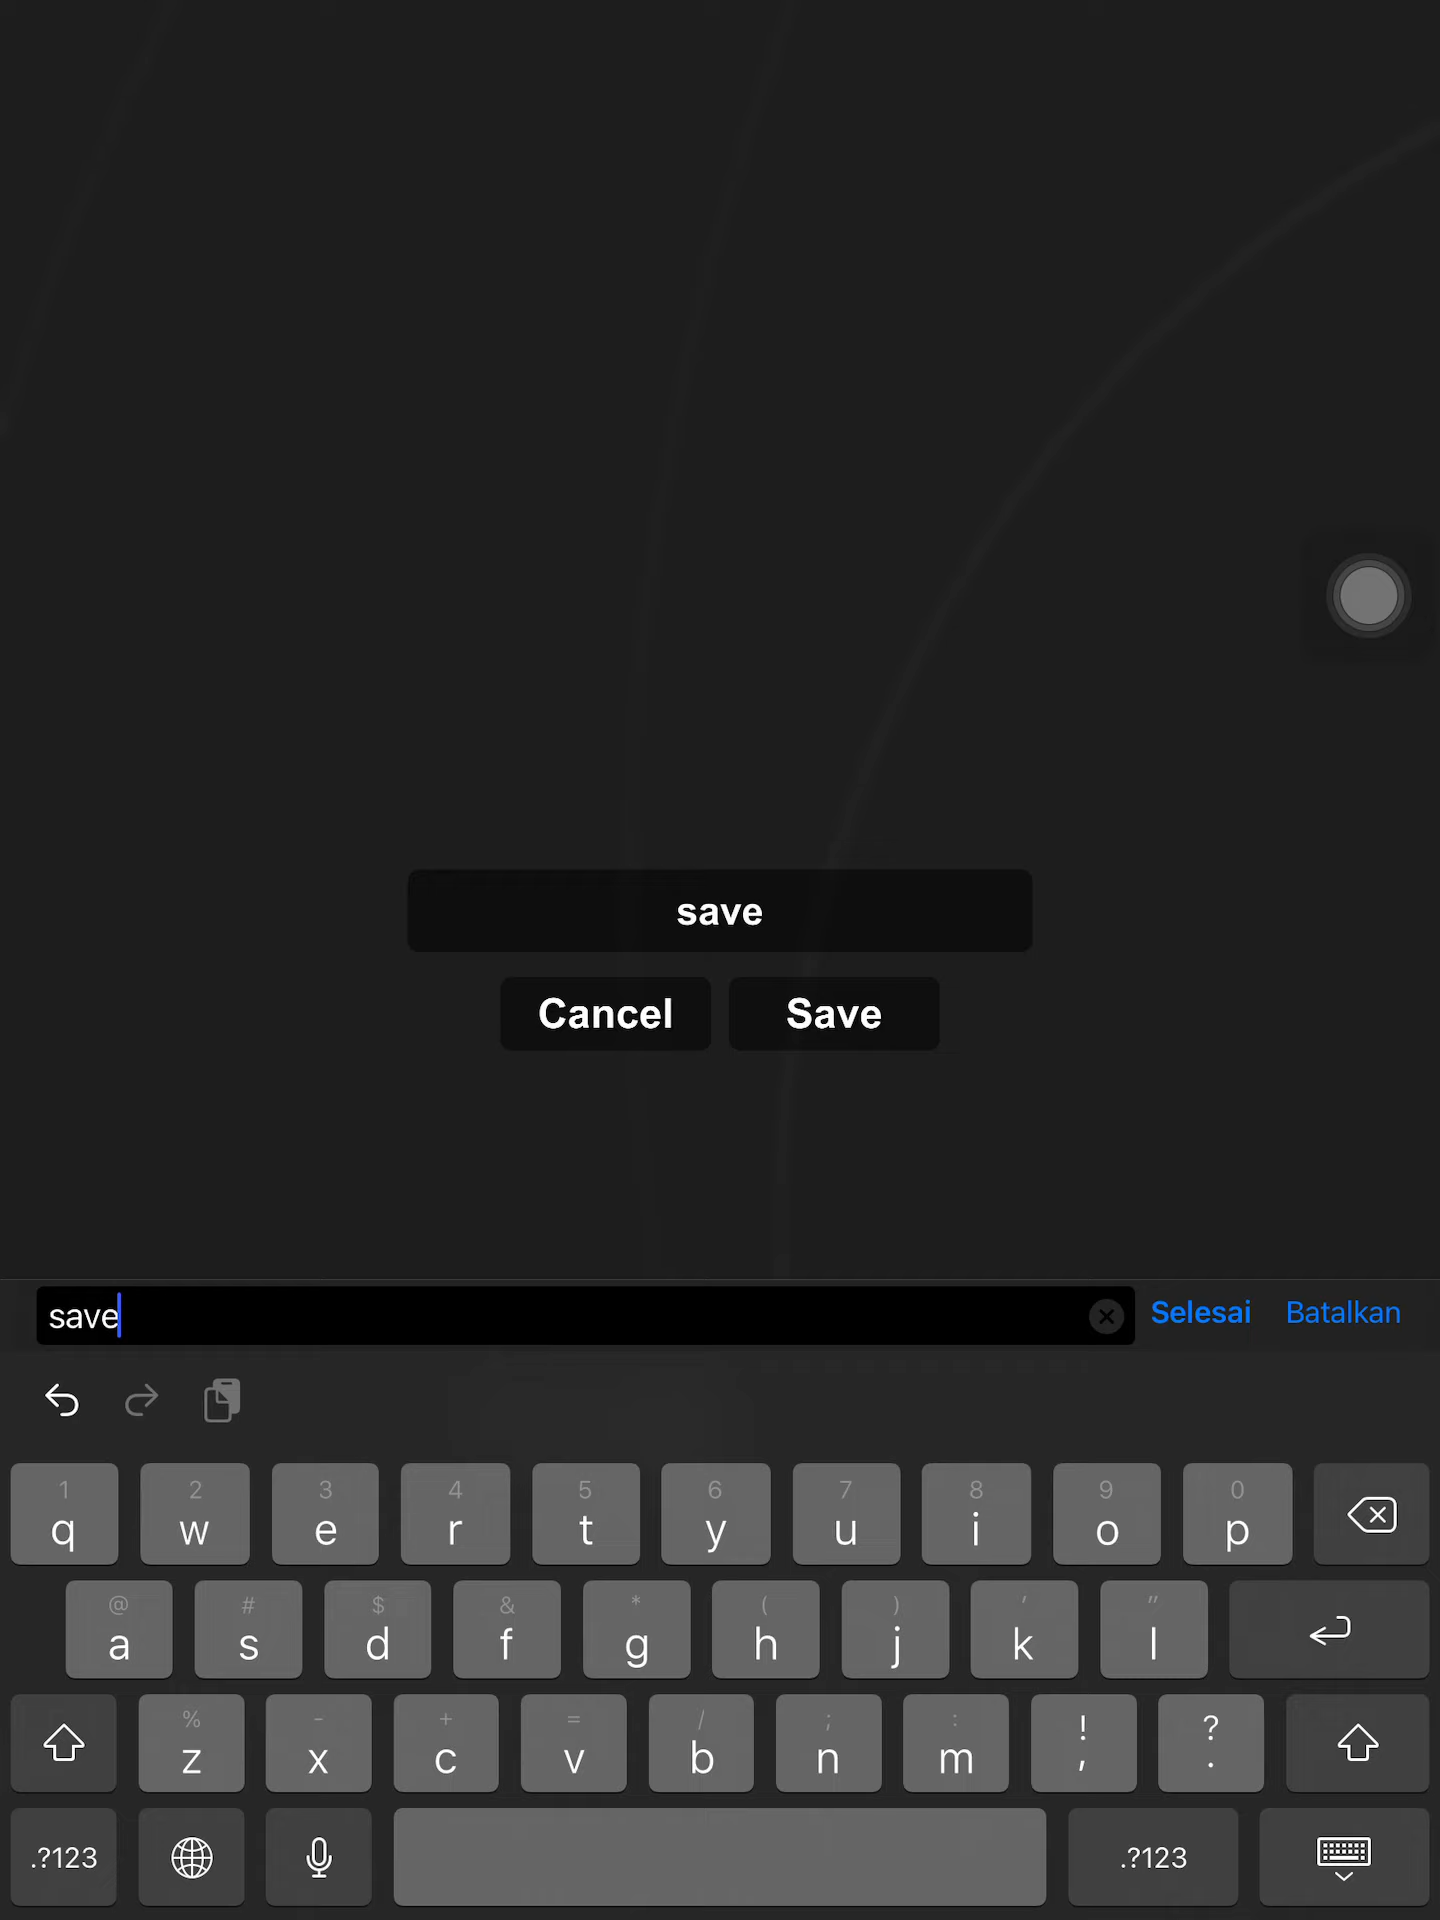 save
Cancel Save
save Selesai Batalkan
1 2 3 4 5 6 7 8 9 0
q w e r t y u i o p
@ # $ & * ( ) ' "
a s d f g h j k l
% - + = / ; : ! ?
z x c v b n m , .
.?123 .?123